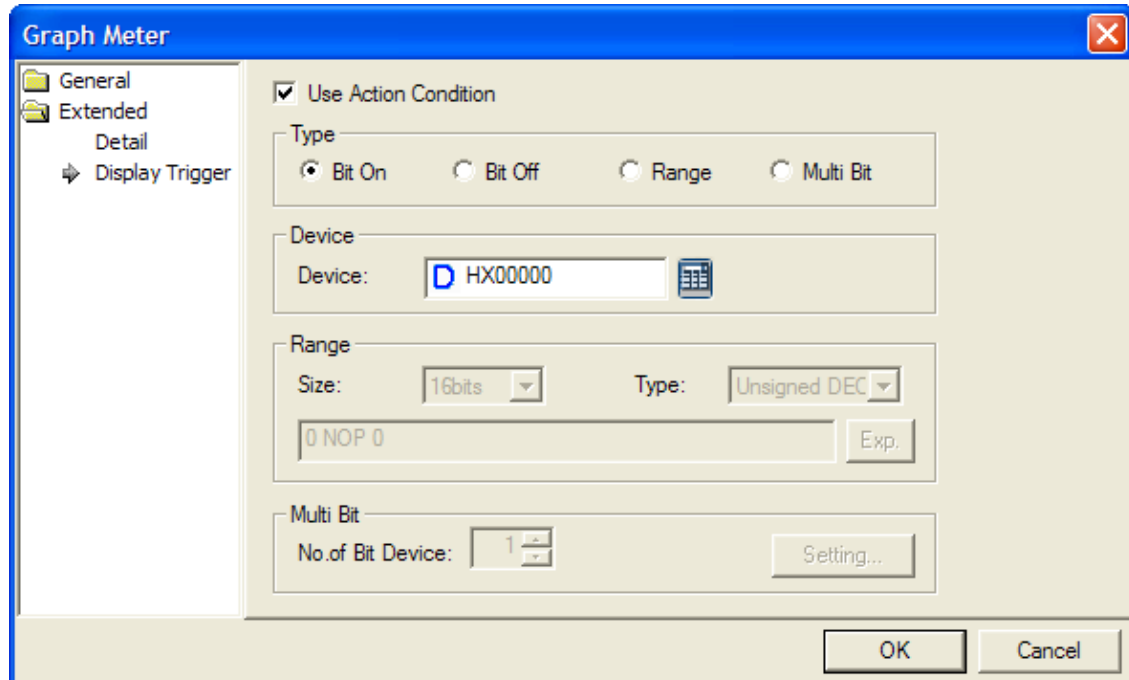 Graph Meter
General
Extended
Detail
Display Trigger
Use Action Condition
Type
Bit On Bit Off Range Multi Bit
Device
Device: D HX00000
Range
Size: 16bits Type: Unsigned DEC
0 NOP 0 Exp.
Multi Bit
No.of Bit Device: 1 Setting...
OK Cancel